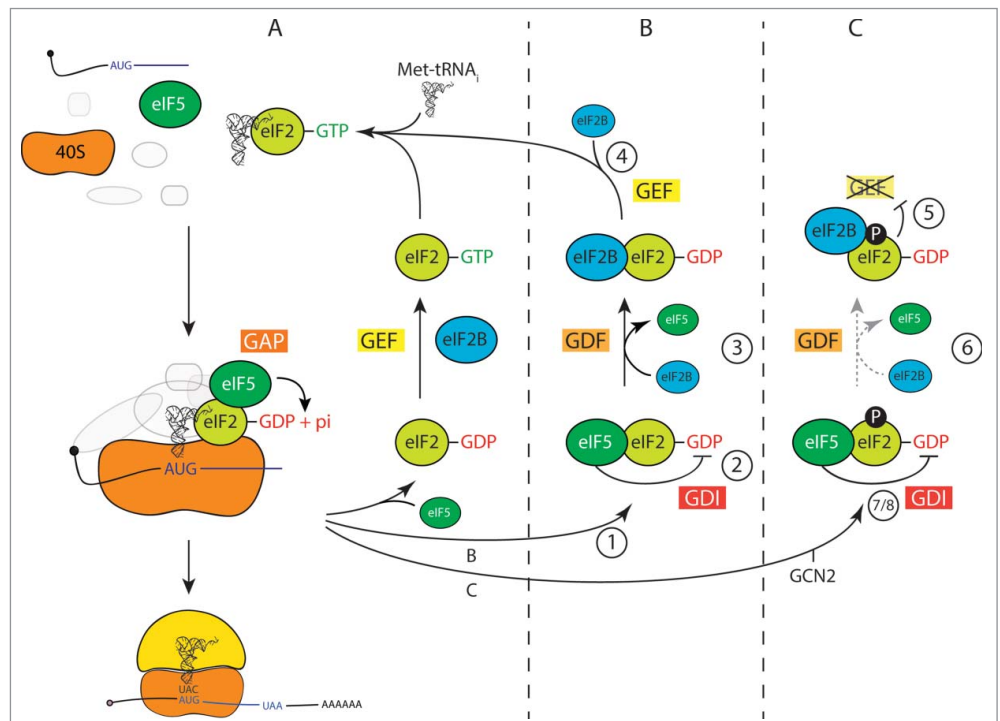 A
B
C
AUG
eIF5
40S
Met-tRNAi
eIF2
GTP
eIF2B
4
GEF
GEF
5
eIF2B
P
eIF2
GDP
eIF2
GTP
eIF2B
eIF2
GDP
GAP
eIF5
eIF2
GDP + pi
AUG
GEF
eIF2B
GDF
eIF5
eIF2B
3
GDF
eIF5
eIF2B
6
eIF2
GDP
eIF5
eIF5
eIF2
GDP
2
GDI
1
P
eIF5
eIF2
GDP
7/8
GDI
B
C
GCN2
UAC
AUG
UAA
AAAAAA